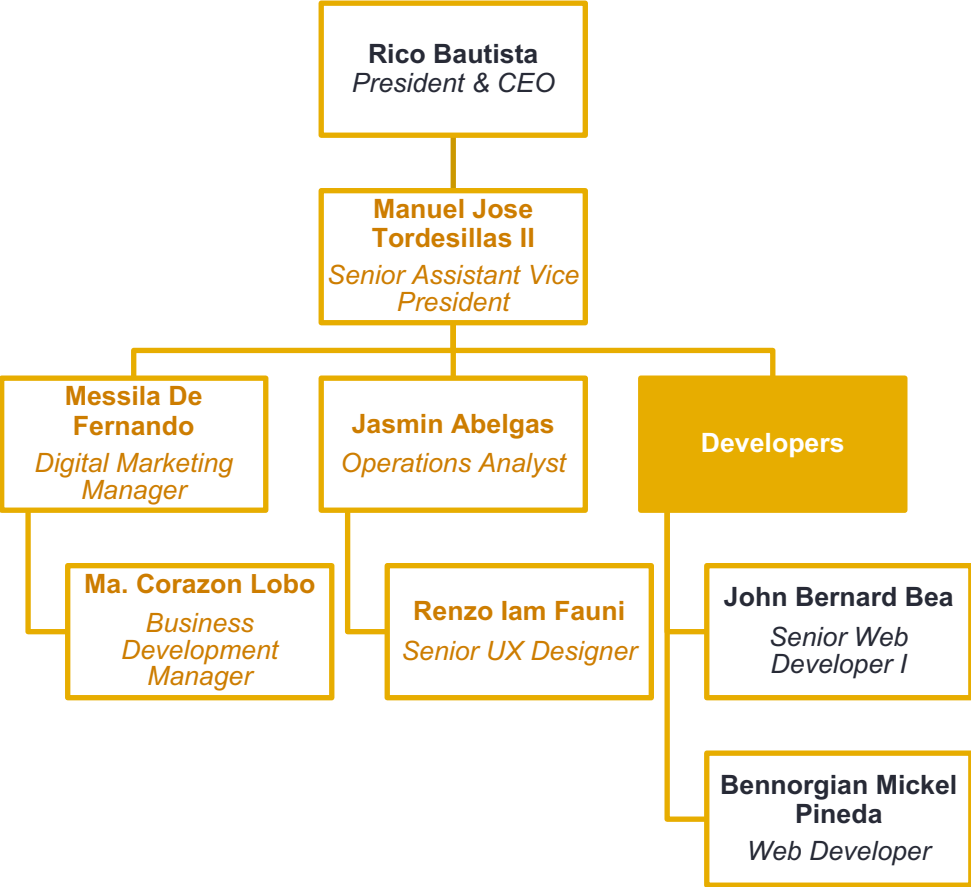 Rico Bautista
President & CEO
Manuel Jose
Tordesillas II
Senior Assistant Vice
President
Messila De
Fernando
Digital Marketing
Manager
Jasmin Abelgas
Operations Analyst
Developers
Ma. Corazon Lobo
Business
Development
Manager
Renzo Iam Fauni
Senior UX Designer
John Bernard Bea
Senior Web
Developer I
Bennorgian Mickel
Pineda
Web Developer